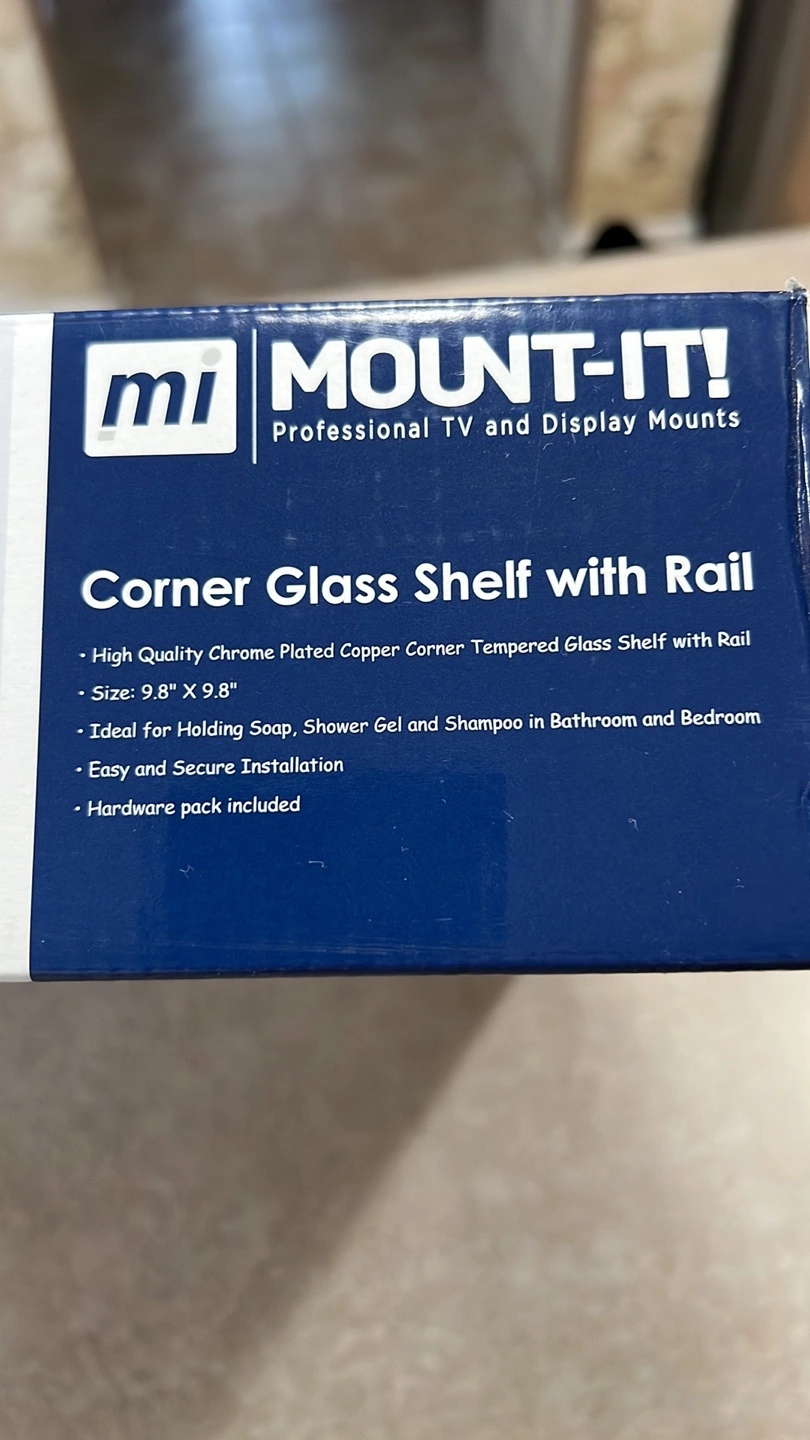 mi
MOUNT-IT!
Professional TV and Display Mounts
Corner Glass Shelf with Rail
· High Quality Chrome Plated Copper Corner Tempered Glass Shelf with Rail
· Size: 9.8" X 9.8"
· Ideal for Holding Soap, Shower Gel and Shampoo in Bathroom and Bedroom
· Easy and Secure Installation
· Hardware pack included